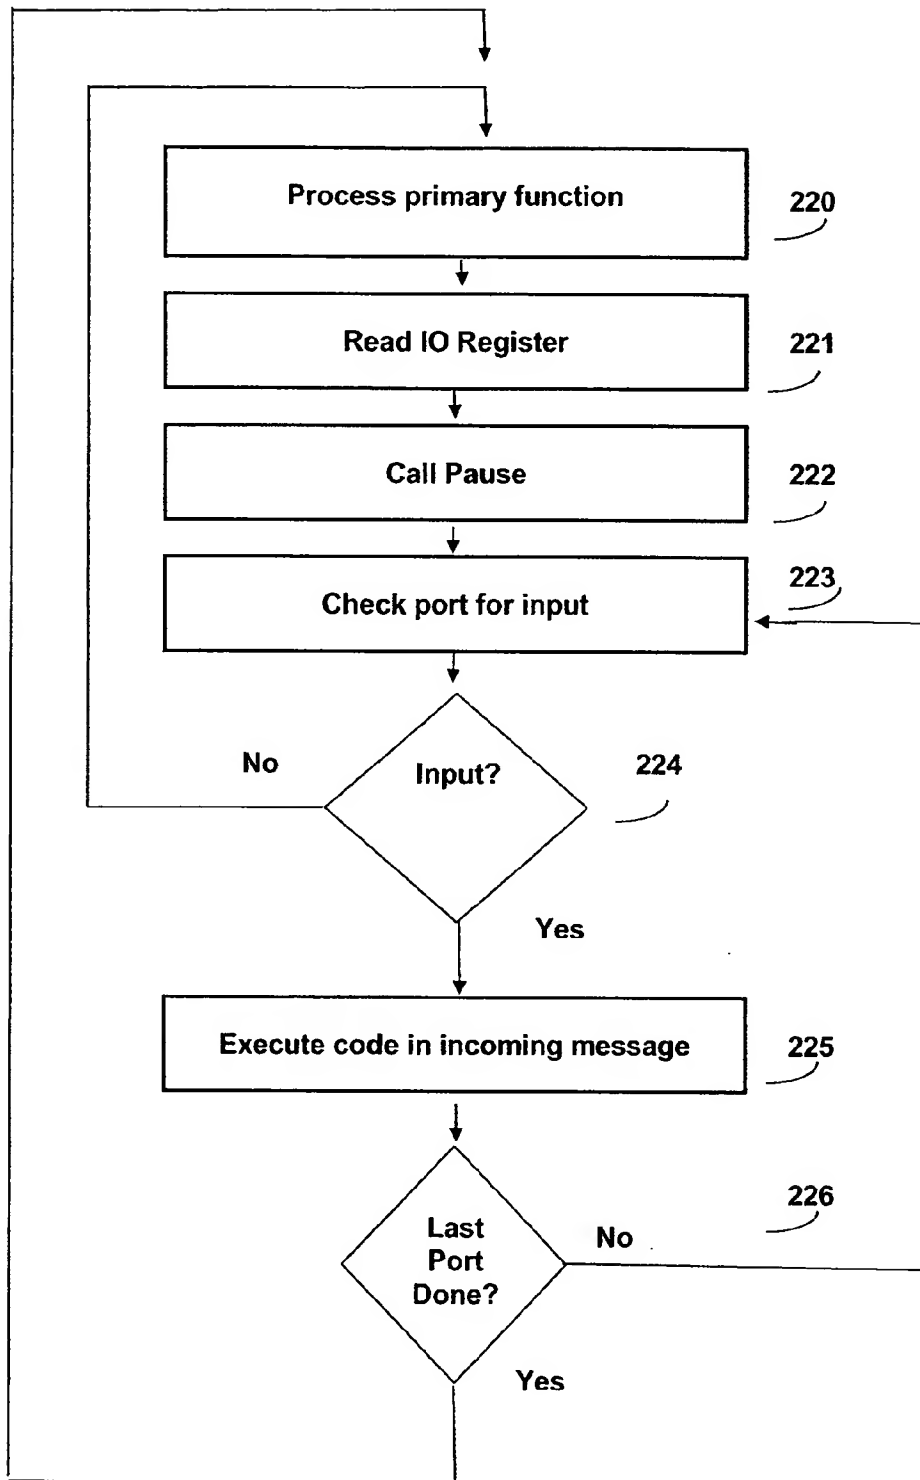 Process primary function
220
Read IO Register
221
Call Pause
222
Check port for input
223
Input?
224
No
Yes
Execute code in incoming message
225
Last
Port
Done?
226
No
Yes